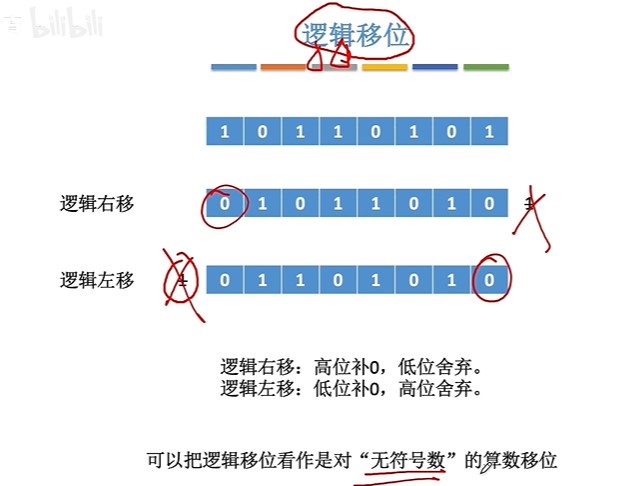 bilibili
逻辑移位
1 0 1 1 0 1 0 1
逻辑右移 0 1 0 1 1 0 1 0 1
逻辑左移 1 0 1 1 0 1 0 1 0
逻辑右移：高位补0，低位舍弃。
逻辑左移：低位补0，高位舍弃。
可以把逻辑移位看作是对“无符号数”的算数移位